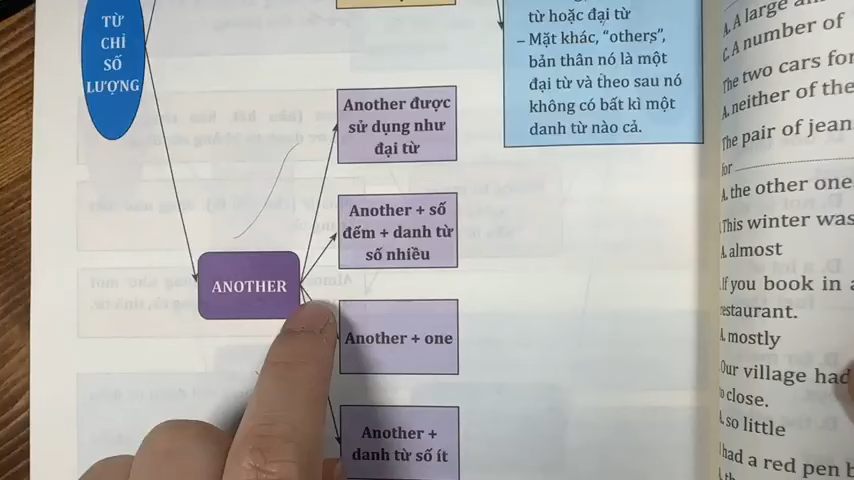 TỪ
CHỈ
SỐ
LƯỢNG
từ hoặc đại từ
– Mặt khác, “others”,
bản thân nó là một
đại từ và theo sau nó
không có bất kì một
danh từ nào cả.
Another được
sử dụng như
đại từ
Another + số
đếm + danh từ
số nhiều
ANOTHER
Another + one
Another +
danh từ số ít
A. A large
C. A number of
The two cars for
A. neither of the
The pair of jean
for
A. the other one
This winter was
A. almost
If you book in a
restaurant.
A. mostly
Our village had
close.
A. so little
had a red pen b